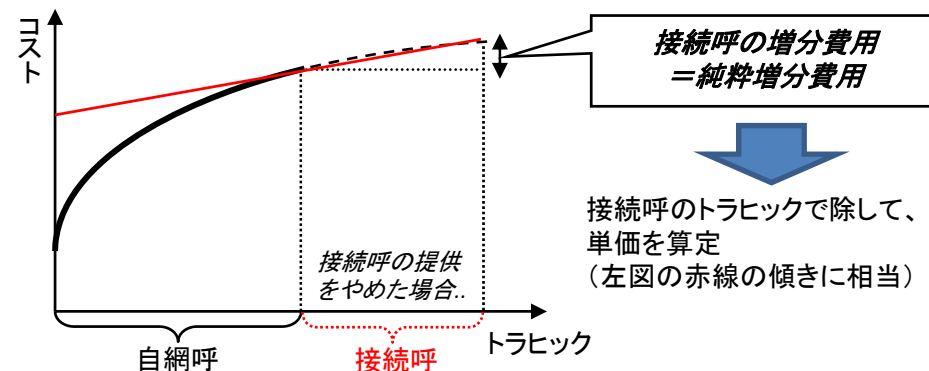 コスト
接続呼の増分費用
＝純粋増分費用
接続呼のトラヒックで除して、
単価を算定
（左図の赤線の傾きに相当）
接続呼の提供
をやめた場合..
トラヒック
自網呼
接続呼